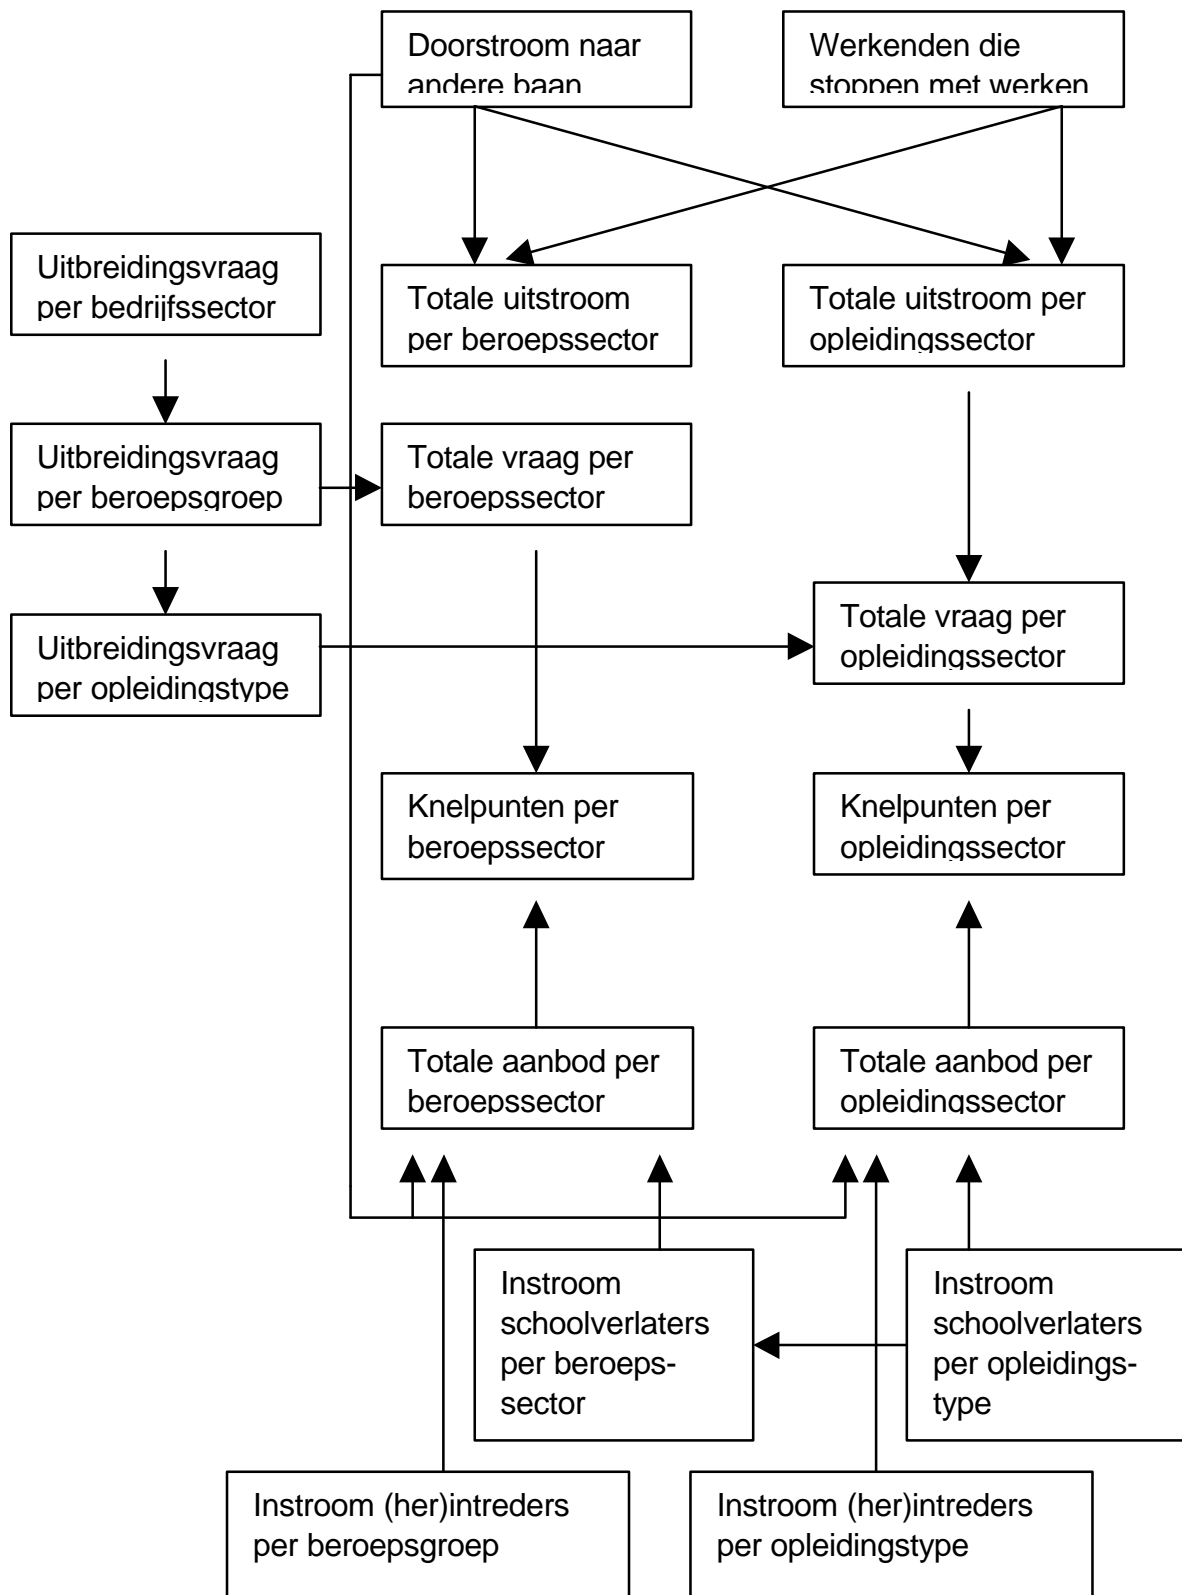 Doorstroom naar
andere baan
Werkenden die
stoppen met werken
Uitbreidingsvraag
per bedrijfssector
Totale uitstroom
per beroepssector
Totale uitstroom per
opleidingssector
Uitbreidingsvraag
per beroepsgroep
Totale vraag per
beroepssector
Uitbreidingsvraag
per opleidingstype
Totale vraag per
opleidingssector
Knelpunten per
beroepssector
Knelpunten per
opleidingssector
Totale aanbod per
beroepssector
Totale aanbod per
opleidingssector
Instroom
schoolverlaters
per beroeps-
sector
Instroom
schoolverlaters
per opleidings-
type
Instroom (her)intreders
per beroepsgroep
Instroom (her)intreders
per opleidingstype